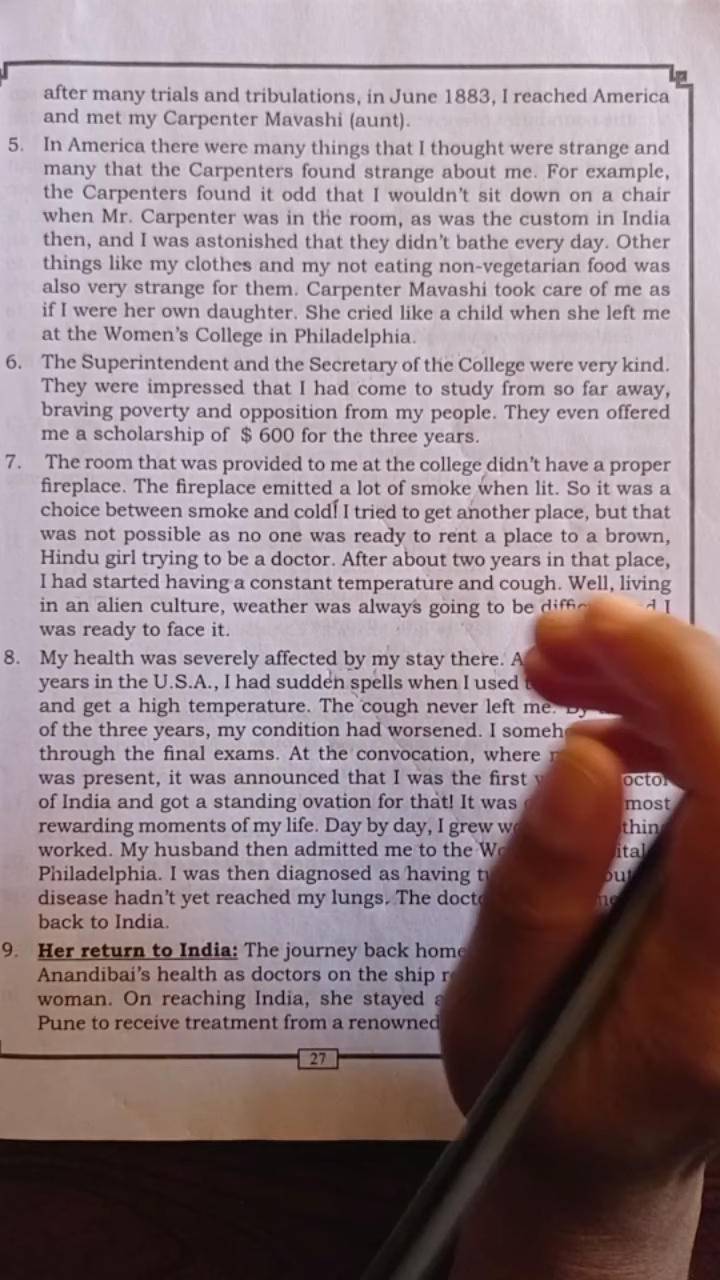 after many trials and tribulations, in June 1883, I reached America
and met my Carpenter Mavashi (aunt).
5. In America there were many things that I thought were strange and
many that the Carpenters found strange about me. For example,
the Carpenters found it odd that I wouldn't sit down on a chair
when Mr. Carpenter was in the room, as was the custom in India
then, and I was astonished that they didn't bathe every day. Other
things like my clothes and my not eating non-vegetarian food was
also very strange for them. Carpenter Mavashi took care of me as
if I were her own daughter. She cried like a child when she left me
at the Women's College in Philadelphia.
6. The Superintendent and the Secretary of the College were very kind.
They were impressed that I had come to study from so far away,
braving poverty and opposition from my people. They even offered
me a scholarship of $ 600 for the three years.
7. The room that was provided to me at the college didn't have a proper
fireplace. The fireplace emitted a lot of smoke when lit. So it was a
choice between smoke and cold! I tried to get another place, but that
was not possible as no one was ready to rent a place to a brown,
Hindu girl trying to be a doctor. After about two years in that place,
I had started having a constant temperature and cough. Well, living
in an alien culture, weather was always going to be I
was ready to face it.
8. My health was severely affected by my stay there.
years in the U.S.A., I had sudden spells when I used
and get a high temperature. The cough never left me.
of the three years, my condition had worsened. I
through the final exams. At the convocation, where
was present, it was announced that I was the first
of India and got a standing ovation for that! It was most
rewarding moments of my life. Day by day, I grew
worked. My husband then admitted me to the
Philadelphia. I was then diagnosed as having
disease hadn't yet reached my lungs. The
back to India.
9. Her return to India: The journey back home
Anandibai's health as doctors on the ship
woman. On reaching India, she stayed
Pune to receive treatment from a renowned
27